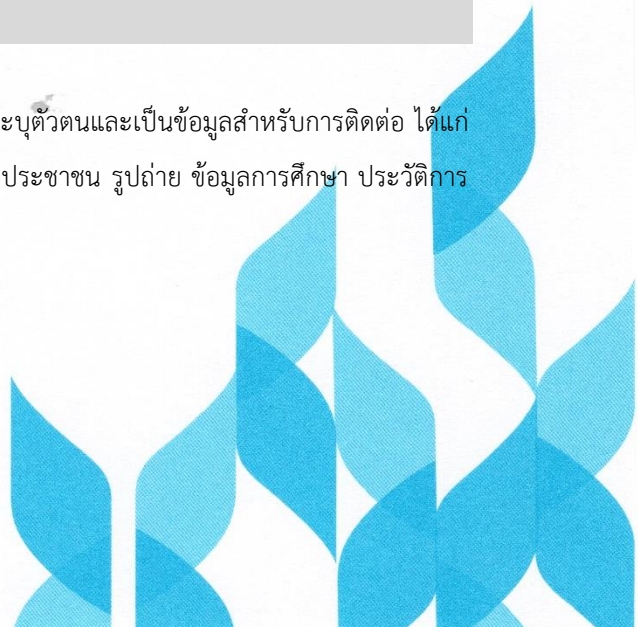 ะบุตัวตนและเป็นข้อมูลสำหรับการติดต่อ ได้แก่
ประชาชน รูปถ่าย ข้อมูลการศึกษา ประวัติการ